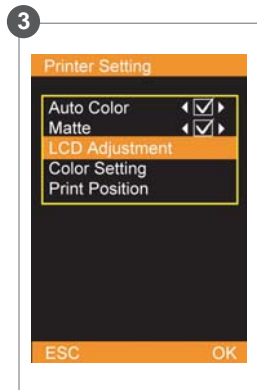 3
Printer Setting
Auto Color
Matte
LCD Adjustment
Color Setting
Print Position
ESC OK